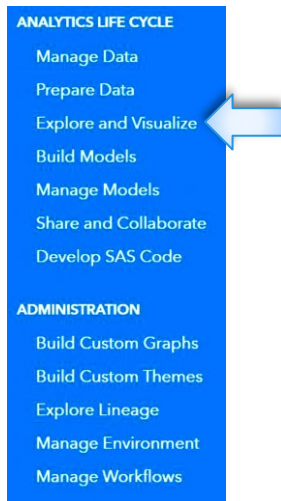 ANALYTICS LIFE CYCLE
Manage Data
Prepare Data
Explore and Visualize
Build Models
Manage Models
Share and Collaborate
Develop SAS Code
ADMINISTRATION
Build Custom Graphs
Build Custom Themes
Explore Lineage
Manage Environment
Manage Workflows